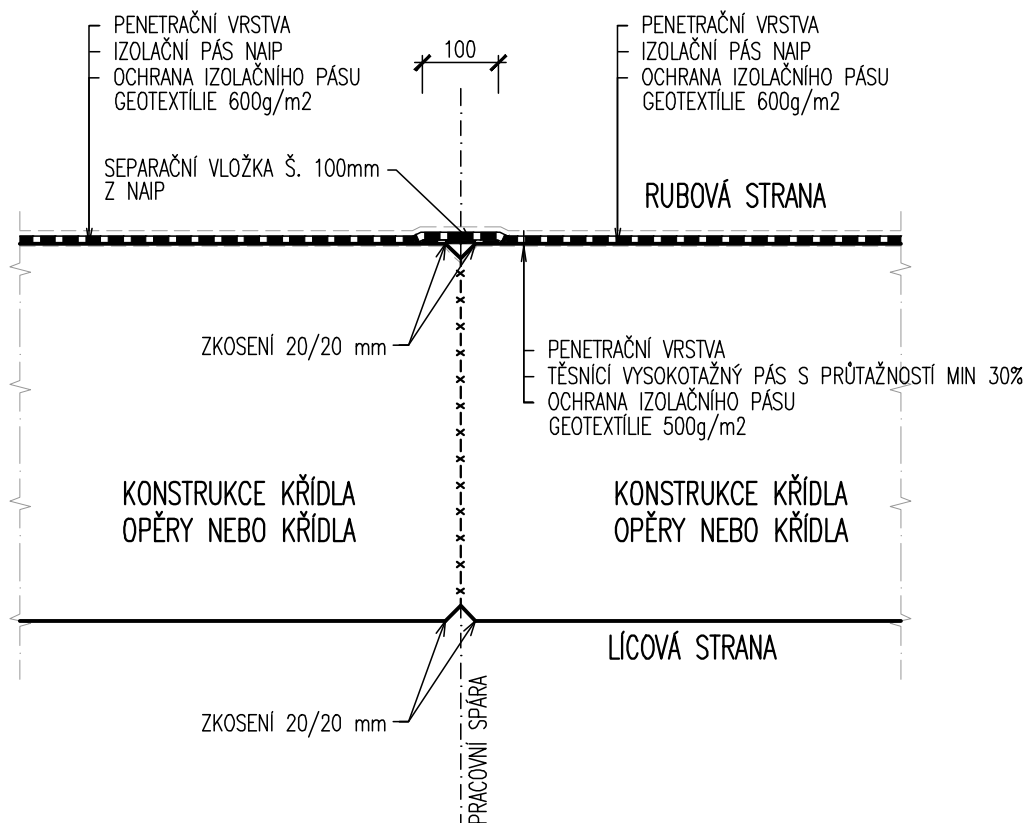 PENETRAČNÍ VRSTVA
IZOLAČNÍ PÁS NAIP
OCHRANA IZOLAČNÍHO PÁSU
GEOTEXTÍLIE 600g/m2
100
PENETRAČNÍ VRSTVA
IZOLAČNÍ PÁS NAIP
OCHRANA IZOLAČNÍHO PÁSU
GEOTEXTÍLIE 600g/m2
SEPARAČNÍ VLOŽKA Š. 100mm
Z NAIP
RUBOVÁ STRANA
ZKOSENÍ 20/20 mm
PENETRAČNÍ VRSTVA
TĚSNÍCÍ VYSOKOTAŽNÝ PÁS S PRŮTAŽNOSTÍ MIN 30%
OCHRANA IZOLAČNÍHO PÁSU
GEOTEXTÍLIE 500g/m2
KONSTRUKCE KŘÍDLA
OPĚRY NEBO KŘÍDLA
KONSTRUKCE KŘÍDLA
OPĚRY NEBO KŘÍDLA
LÍCOVÁ STRANA
ZKOSENÍ 20/20 mm
PRACOVNÍ SPÁRA